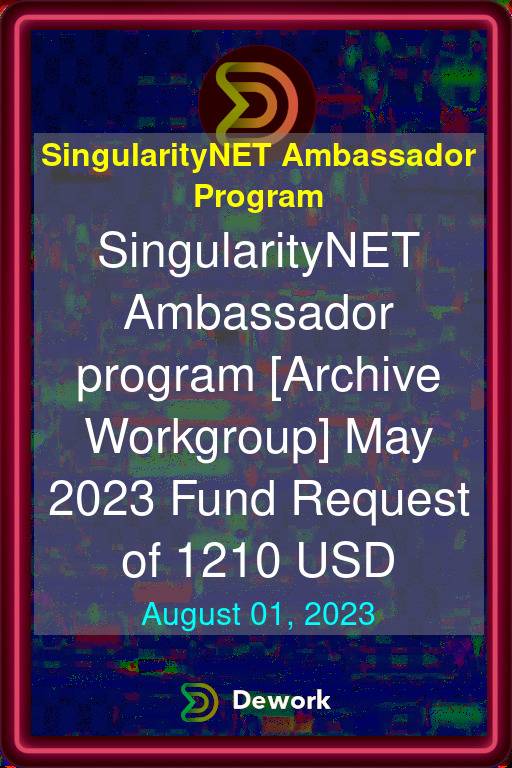 SingularityNET Ambassador
Program
SingularityNET
Ambassador
program [Archive
Workgroup] May
2023 Fund Request
of 1210 USD
August 01, 2023
Dework